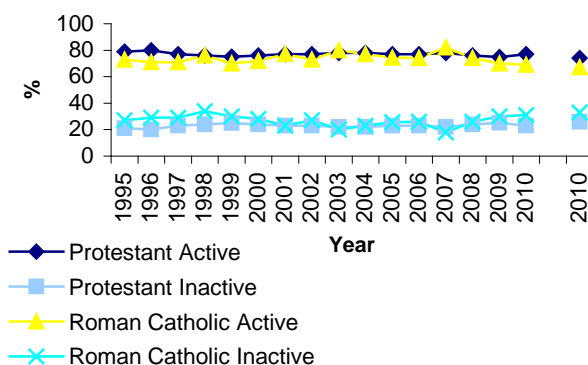 100
80
60
40
20
0
%
1995 1996 1997 1998 1999 2000 2001 2002 2003 2004 2005 2006 2007 2008 2009 2010 2010
Year
Protestant Active
Protestant Inactive
Roman Catholic Active
Roman Catholic Inactive